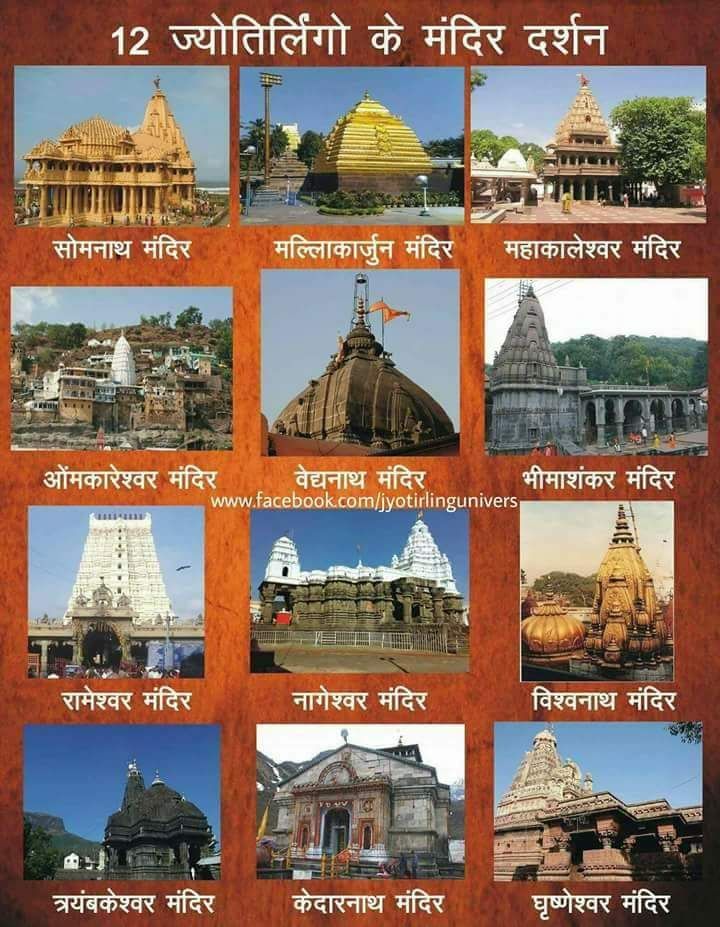 12 ज्योतिर्लिंगो के मंदिर दर्शन
सोमनाथ मंदिर
मल्लिाकार्जुन मंदिर
महाकालेश्वर मंदिर
ओंमकारेश्वर मंदिर
वेद्यनाथ मंदिर
भीमाशंकर मंदिर
www.facebook.com/jyotirlingunivers
रामेश्वर मंदिर
नागेश्वर मंदिर
विश्वनाथ मंदिर
त्रयंबकेश्वर मंदिर
केदारनाथ मंदिर
घृष्णेश्वर मंदिर